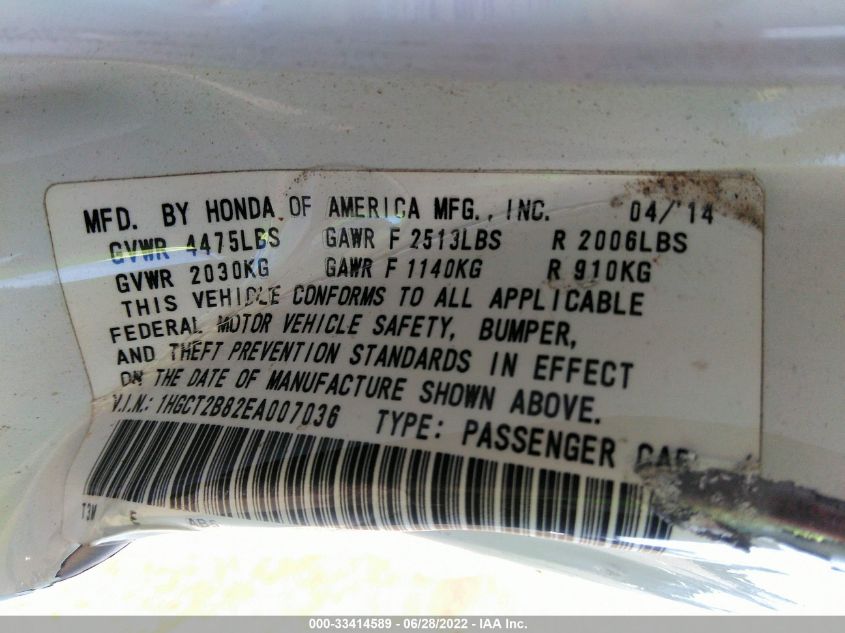 MFD. BY HONDA OF AMERICA MFG., INC. 04/'14
GVWR 4475LBS GAWR F 2513LBS R 2006LBS
GVWR 2030KG GAWR F 1140KG R 910KG
THIS VEHICLE CONFORMS TO ALL APPLICABLE
FEDERAL MOTOR VEHICLE SAFETY, BUMPER,
AND THEFT PREVENTION STANDARDS IN EFFECT
ON THE DATE OF MANUFACTURE SHOWN ABOVE.
V.I.N.: 1HGCT2B82EA007036 TYPE: PASSENGER CAR
E
000-33414589 - 06/28/2022 - IAA Inc.